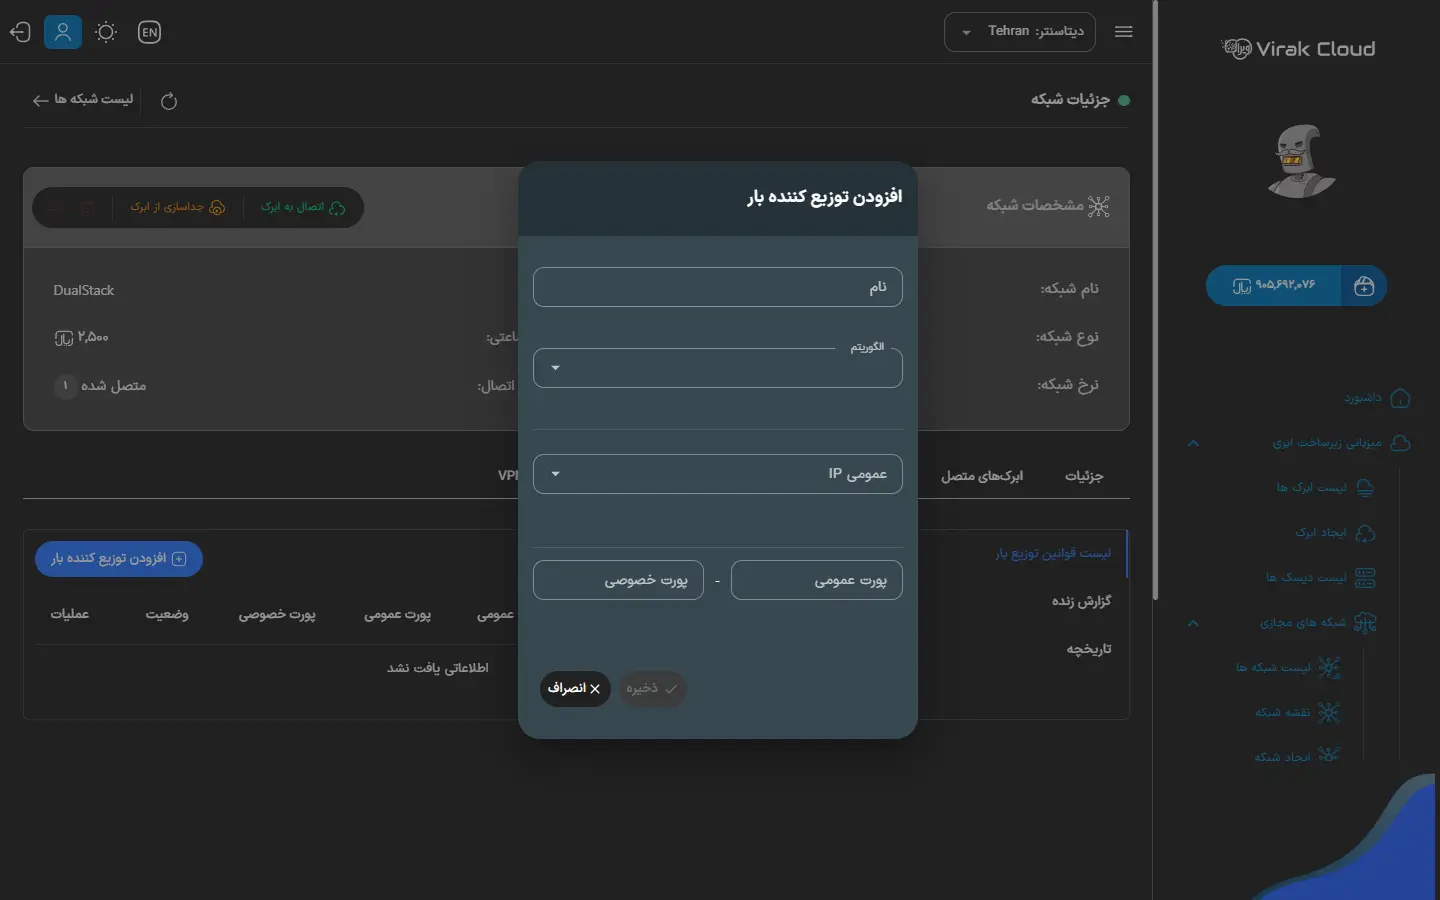 EN
دیتاسنتر: Tehran
Virak Cloud
جزئیات شبکه
لیست شبکه ها
مشخصات شبکه
اتصال به ابرک
جداسازی از ابرک
افزودن توزیع کننده بار
نام
الگوریتم
عمومی IP
پورت عمومی
-
پورت خصوصی
ذخیره
انصراف
نام شبکه:
DualStack
نوع شبکه:
۲,۵۰۰
نرخ شبکه:
اتصال:
متصل شده ۱
جزئیات
ابرک‌های متصل
لیست قوانین توزیع بار
گزارش زنده
تاریخچه
افزودن توزیع کننده بار
عمومی
پورت عمومی
پورت خصوصی
وضعیت
عملیات
اطلاعاتی یافت نشد
۹۰۵,۶۹۲,۰۷۶
داشبورد
میزبانی زیرساخت ابری
لیست ابرک ها
ایجاد ابرک
لیست دیسک ها
شبکه های مجازی
لیست شبکه ها
نقشه شبکه
ایجاد شبکه